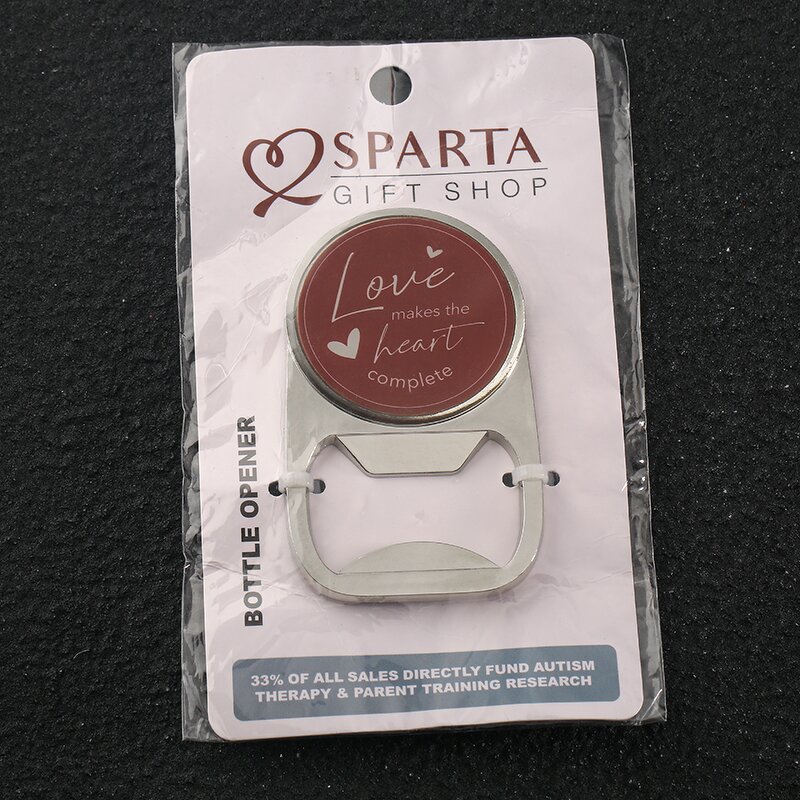 SPARTA
GIFT SHOP
Love
makes the
heart
complete
BOTTLE OPENER
33% OF ALL SALES DIRECTLY FUND AUTISM
THERAPY & PARENT TRAINING RESEARCH